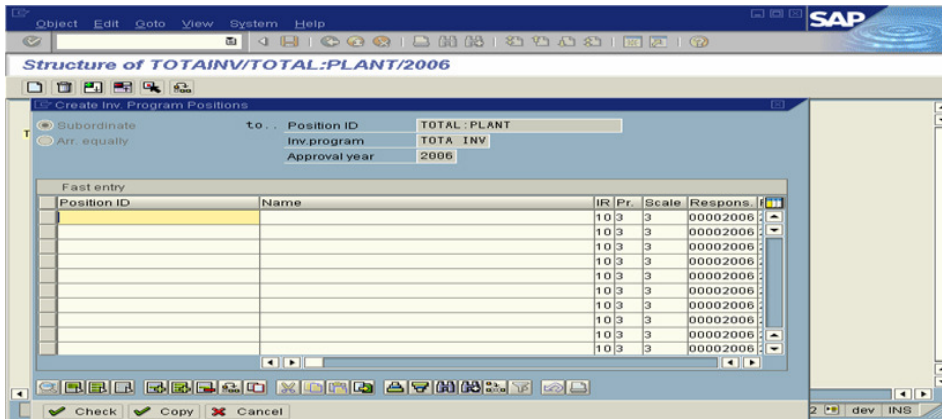 Object Edit Goto View System Help
SAP
Structure of TOTAINV/TOTAL:PLANT/2006
Create Inv. Program Positions
Subordinate to.. Position ID TOTAL:PLANT
Arr. equally Inv.program TOTA INV
Approval year 2006
Fast entry
Position ID Name IR Pr. Scale Respons.
10 3 3 00002006
10 3 3 00002006
10 3 3 00002006
10 3 3 00002006
10 3 3 00002006
10 3 3 00002006
10 3 3 00002006
10 3 3 00002006
10 3 3 00002006
10 3 3 00002006
Check Copy Cancel
2 dev INS